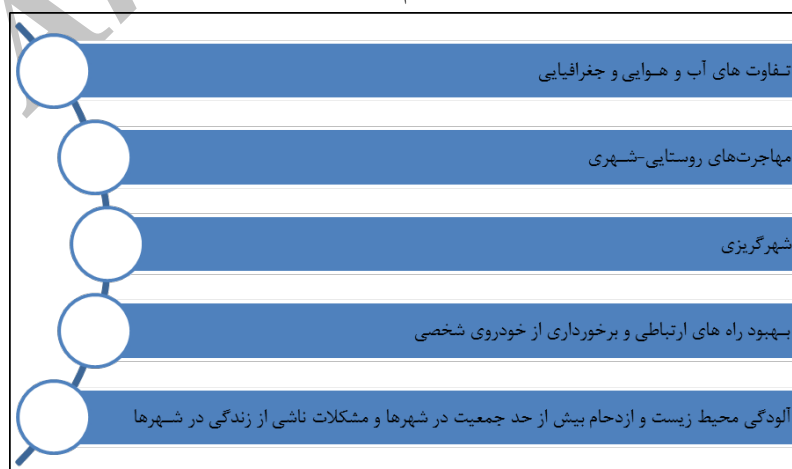 تفاوت های آب و هوایی و جغرافیایی
مهاجرت‌های روستایی-شهری
شهرگریزی
بهبود راه های ارتباطی و برخورداری از خودروی شخصی
آلودگی محیط زیست و ازدحام بیش از حد جمعیت در شهرها و مشکلات ناشی از زندگی در شهرها